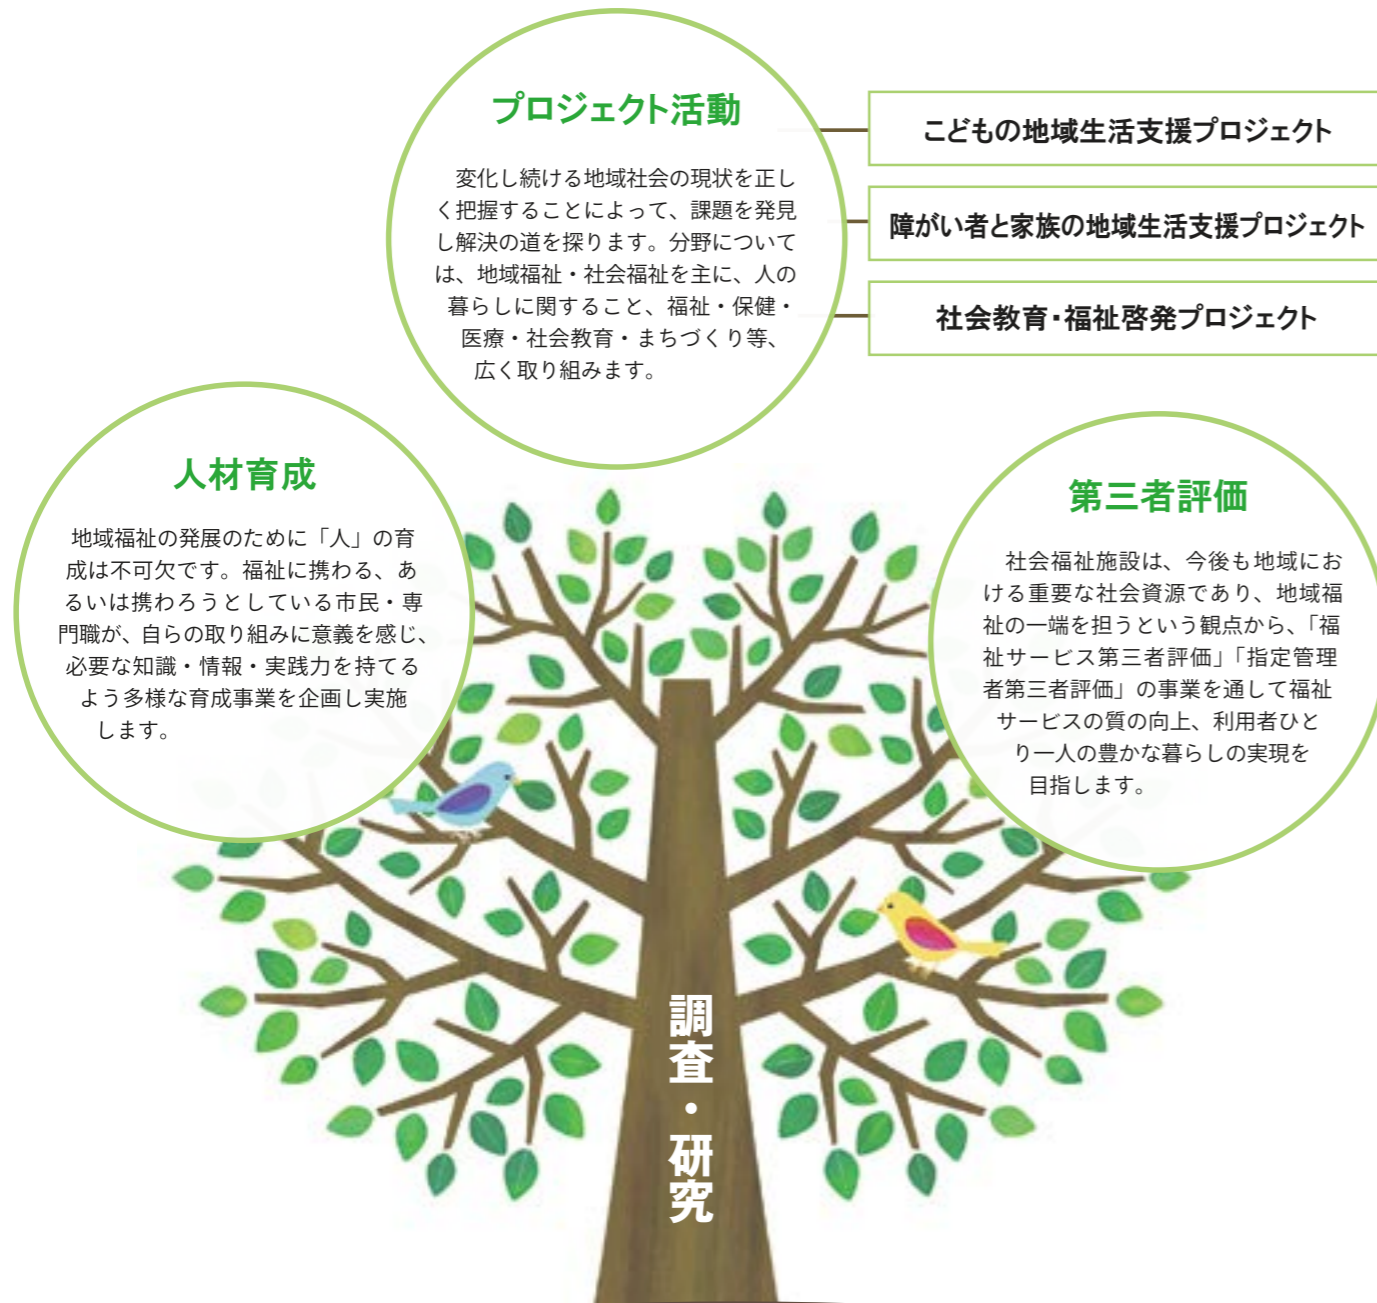 プロジェクト活動
変化し続ける地域社会の現状を正し
く把握することによって、課題を発見
し解決の道を探ります。分野について
は、地域福祉・社会福祉を主に、人の
暮らしに関すること、福祉・保健・
医療・社会教育・まちづくり等、
広く取り組みます。
こどもの地域生活支援プロジェクト
障がい者と家族の地域生活支援プロジェクト
社会教育・福祉啓発プロジェクト
人材育成
地域福祉の発展のために「人」の育
成は不可欠です。福祉に携わる、あ
るいは携わろうとしている市民・専
門職が、自らの取り組みに意義を感じ、
必要な知識・情報・実践力を持てる
よう多様な育成事業を企画し実施
します。
第三者評価
社会福祉施設は、今後も地域にお
ける重要な社会資源であり、地域福
祉の一端を担うという観点から、「福
祉サービス第三者評価」「指定管理
者第三者評価」の事業を通して福祉
サービスの質の向上、利用者ひと
り一人の豊かな暮らしの実現を
目指します。
調査・研究